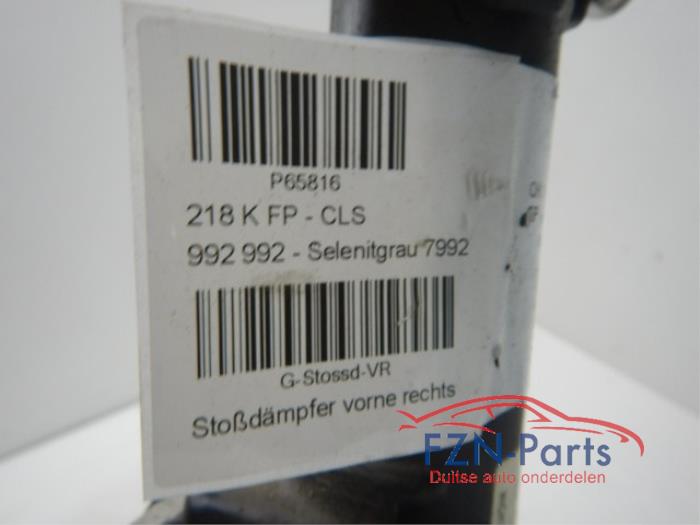 P65816
218 K FP - CLS
992 992 - Selenitgrau 7992
G-Stossd-VR
Stoßdämpfer vorne rechts
FZN-Parts
Duitse auto onderdelen